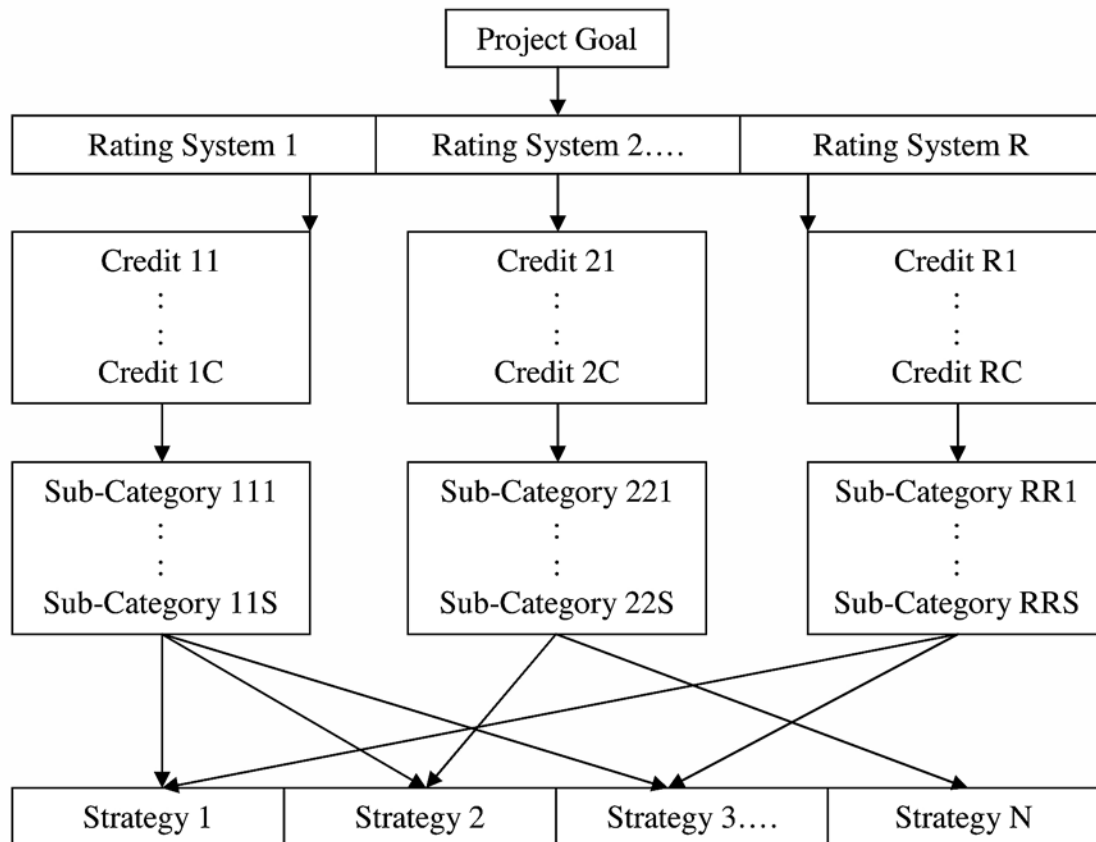 Project Goal
Rating System 1
Rating System 2....
Rating System R
Credit 11
:
:
Credit 1C
Credit 21
:
:
Credit 2C
Credit R1
:
:
Credit RC
Sub-Category 111
:
:
Sub-Category 11S
Sub-Category 221
:
:
Sub-Category 22S
Sub-Category RR1
:
:
Sub-Category RRS
Strategy 1
Strategy 2
Strategy 3....
Strategy N